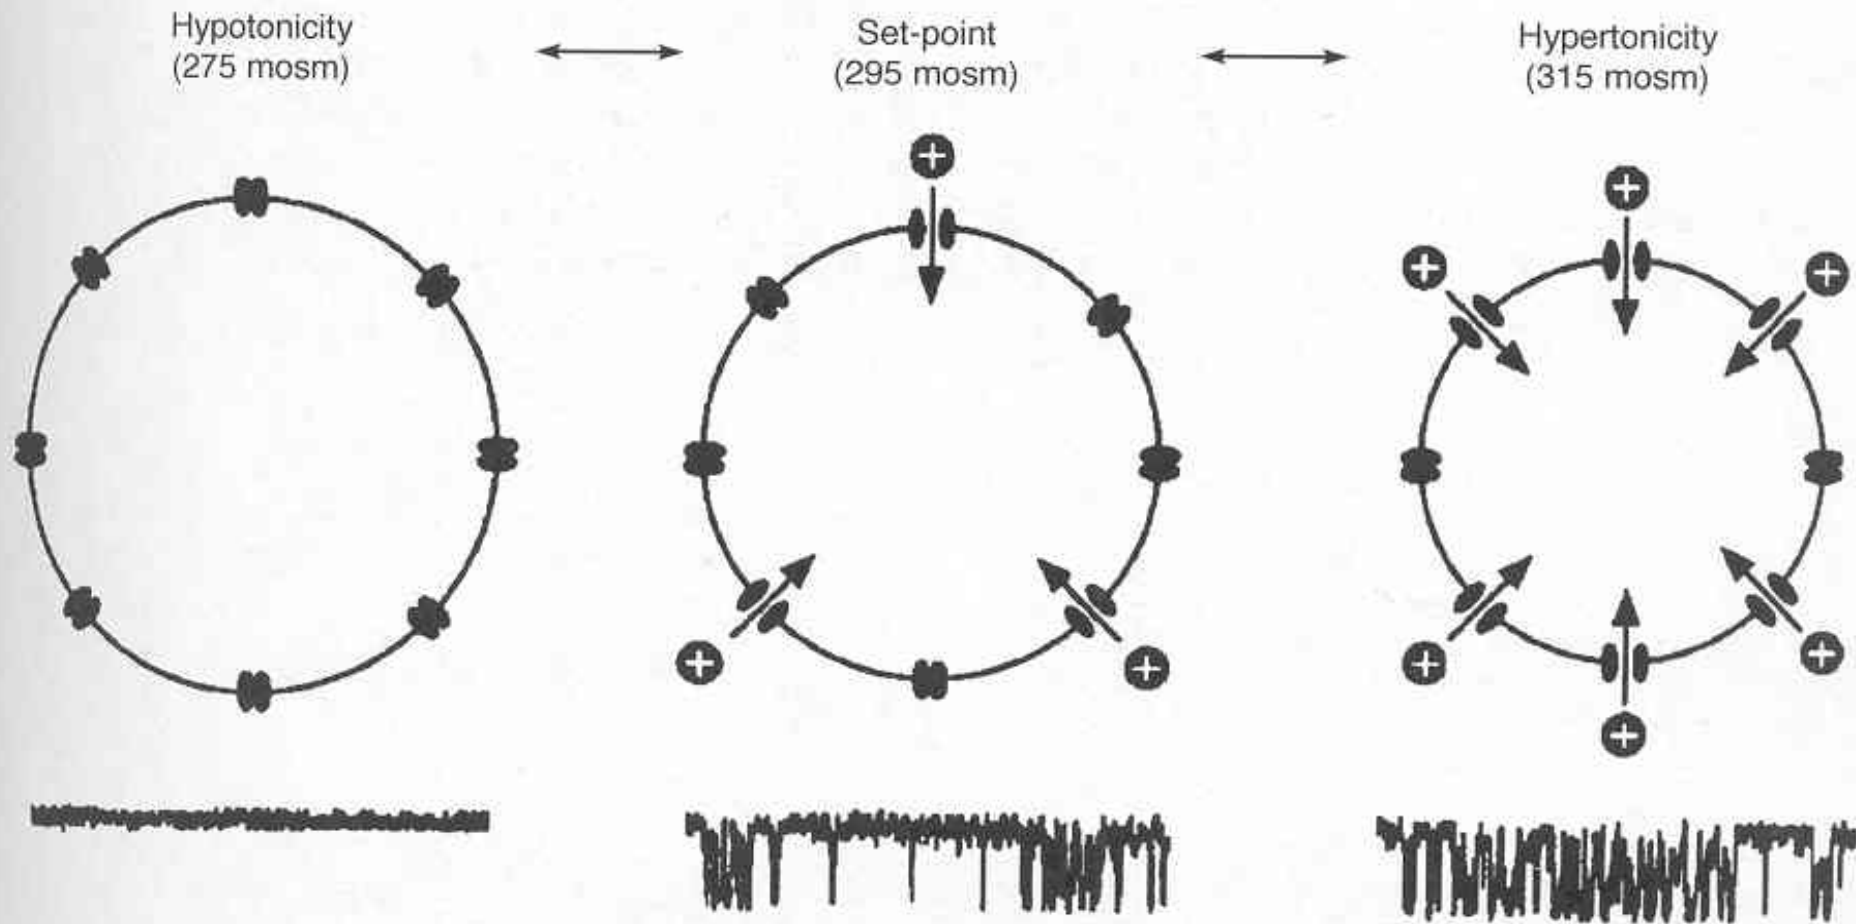 Hypotonicity
(275 mosm)
Set-point
(295 mosm)
Hypertonicity
(315 mosm)
+
+
+
+
+
+
+
+
+